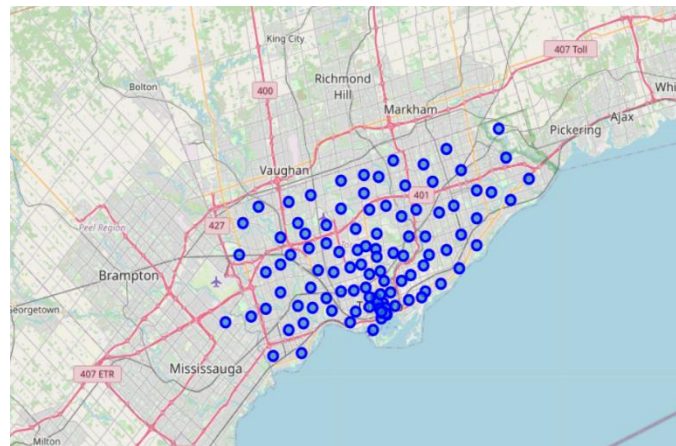 King City
407 Toll
Richmond
Hill
Bolton
400
Markham
Whi
Ajax
Pickering
Vaughan
401
427
Peel Region
Brampton
Georgetown
T
Mississauga
407 ETR
Milton